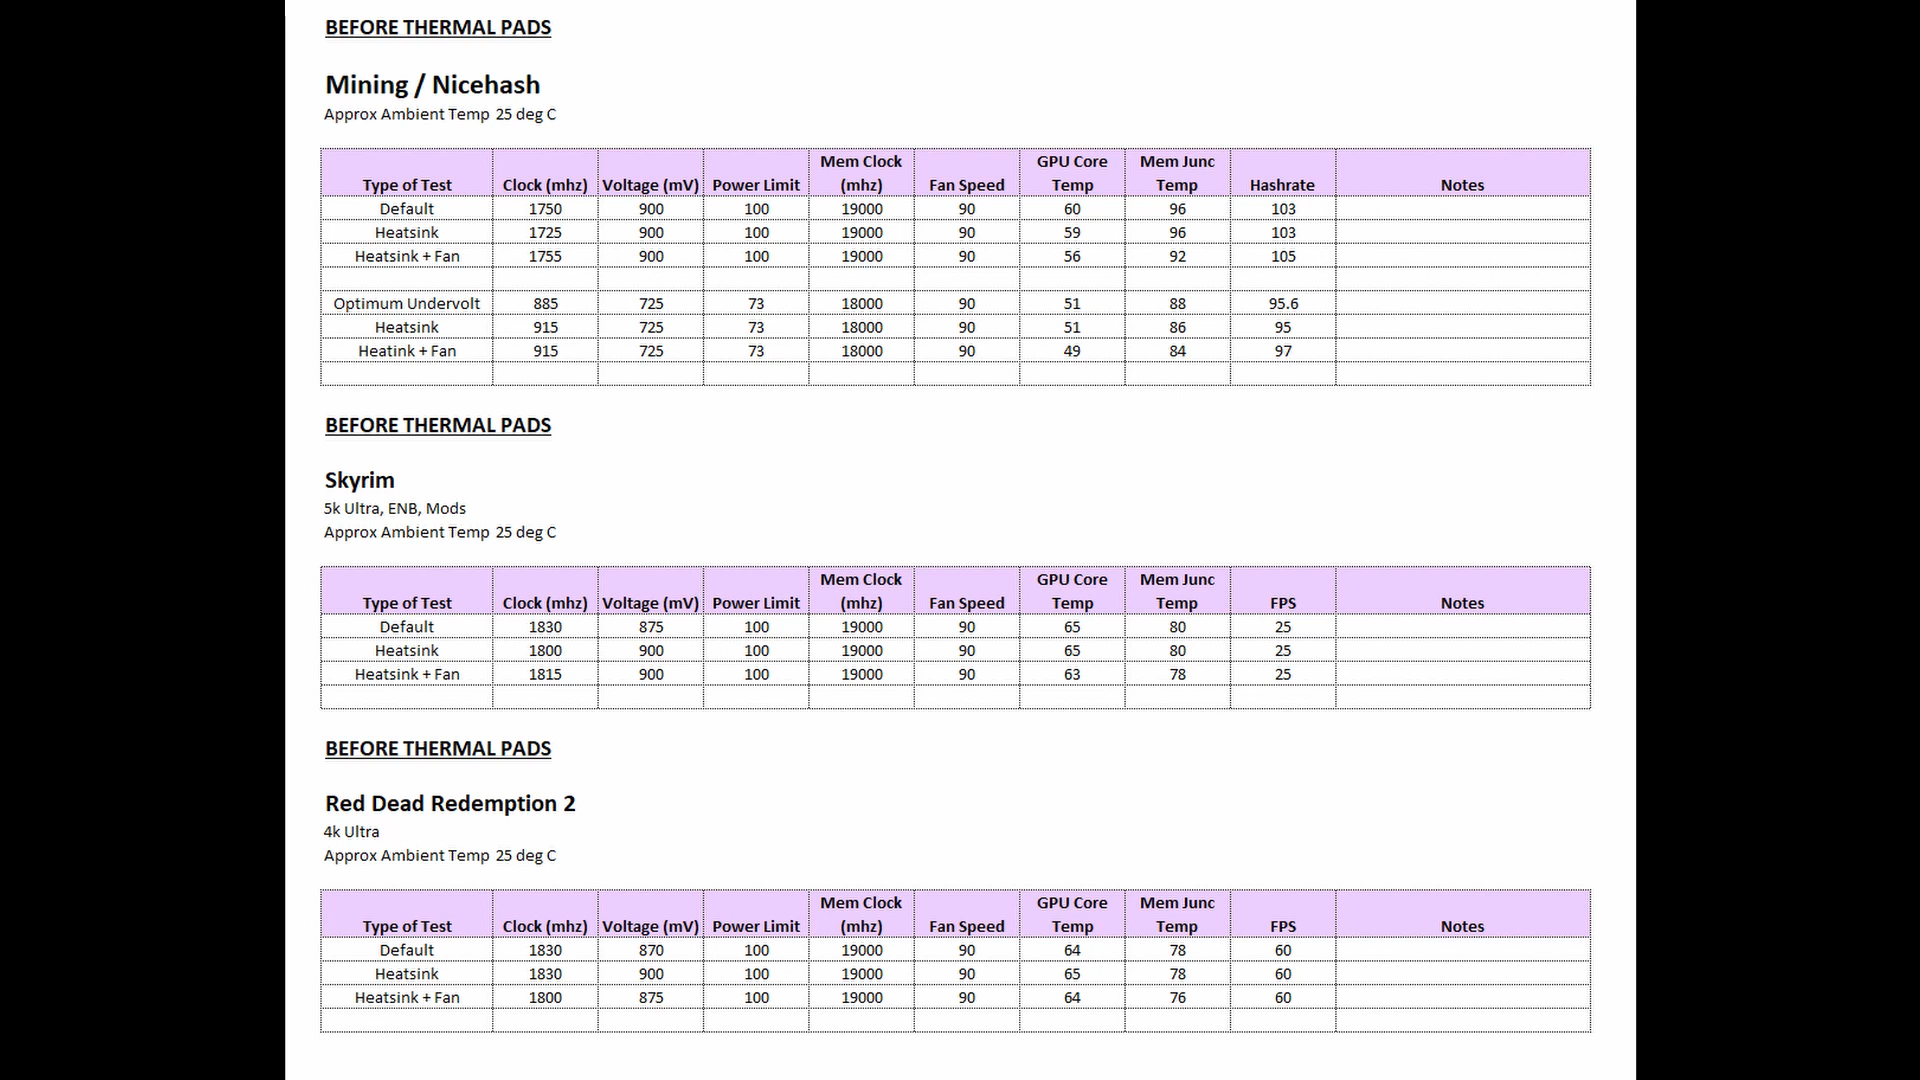 BEFORE THERMAL PADS
Mining / Nicehash
Approx Ambient Temp 25 deg C
Type of Test Clock (mhz) Voltage (mV) Power Limit Mem Clock (mhz) Fan Speed GPU Core Temp Mem Junc Temp Hashrate Notes
Default 1750 900 100 19000 90 60 96 103
Heatsink 1725 900 100 19000 90 59 96 103
Heatsink + Fan 1755 900 100 19000 90 56 92 105
Optimum Undervolt 885 725 73 18000 90 51 88 95.6
Heatsink 915 725 73 18000 90 51 86 95
Heatink + Fan 915 725 73 18000 90 49 84 97
BEFORE THERMAL PADS
Skyrim
5k Ultra, ENB, Mods
Approx Ambient Temp 25 deg C
Type of Test Clock (mhz) Voltage (mV) Power Limit Mem Clock (mhz) Fan Speed GPU Core Temp Mem Junc Temp FPS Notes
Default 1830 875 100 19000 90 65 80 25
Heatsink 1800 900 100 19000 90 65 80 25
Heatsink + Fan 1815 900 100 19000 90 63 78 25
BEFORE THERMAL PADS
Red Dead Redemption 2
4k Ultra
Approx Ambient Temp 25 deg C
Type of Test Clock (mhz) Voltage (mV) Power Limit Mem Clock (mhz) Fan Speed GPU Core Temp Mem Junc Temp FPS Notes
Default 1830 870 100 19000 90 64 78 60
Heatsink 1830 900 100 19000 90 65 78 60
Heatsink + Fan 1800 875 100 19000 90 64 76 60